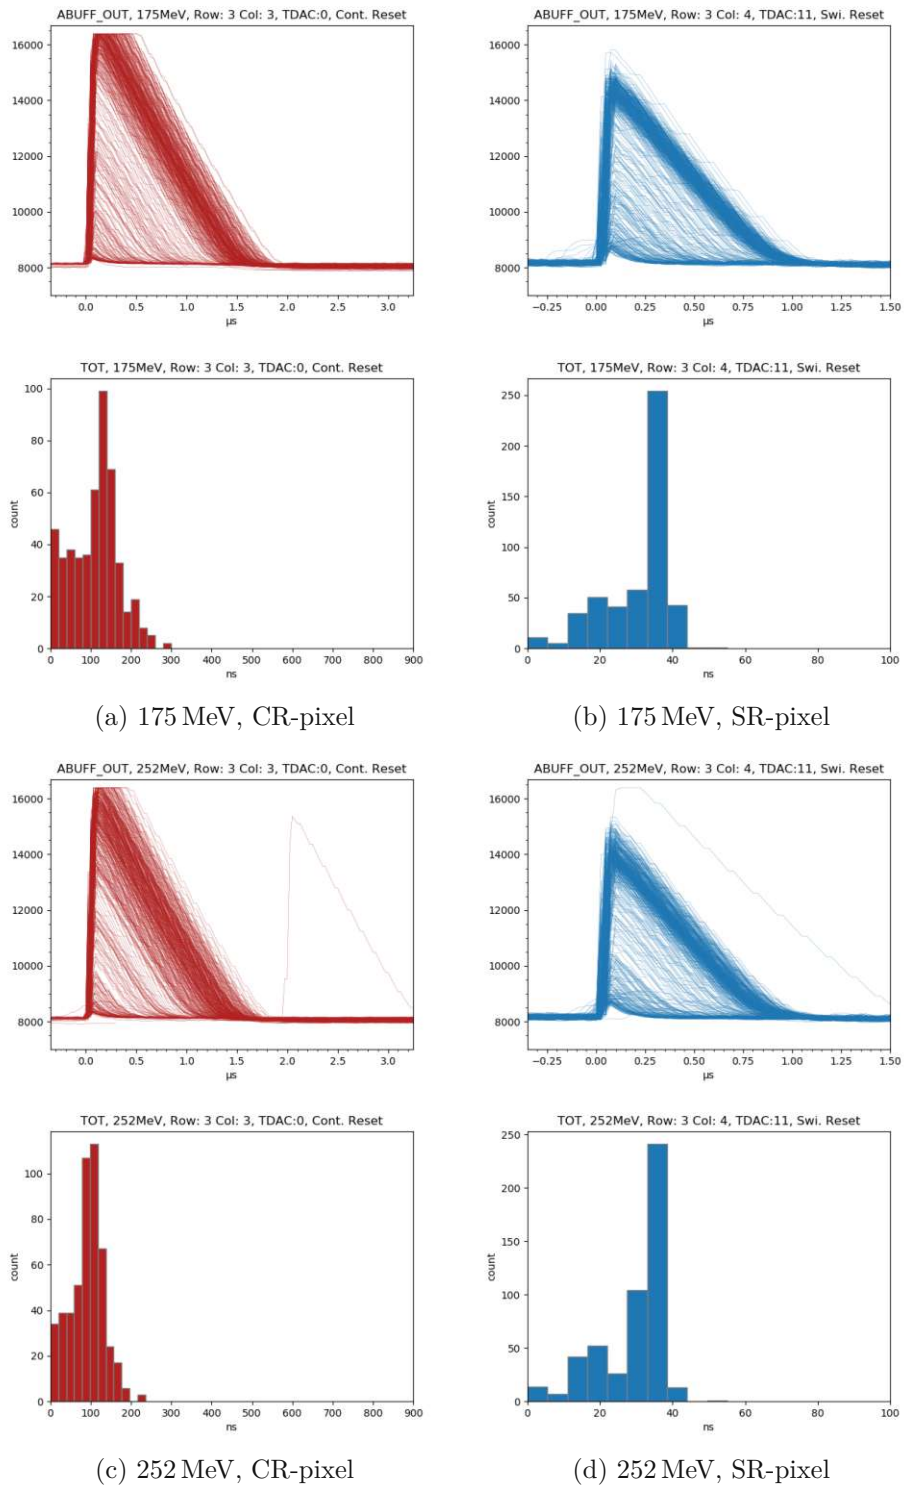 ABUFF_OUT, 175MeV, Row: 3 Col: 3, TDAC:0, Cont. Reset
16000
14000
12000
10000
8000
0.0 0.5 1.0 1.5 2.0 2.5 3.0
µs
ABUFF_OUT, 175MeV, Row: 3 Col: 4, TDAC:11, Swi. Reset
16000
14000
12000
10000
8000
−0.25 0.00 0.25 0.50 0.75 1.00 1.25 1.50
µs
TOT, 175MeV, Row: 3 Col: 3, TDAC:0, Cont. Reset
100
80
60
40
20
0
count
0 100 200 300 400 500 600 700 800 900
ns
TOT, 175MeV, Row: 3 Col: 4, TDAC:11, Swi. Reset
250
200
150
100
50
0
count
0 20 40 60 80 100
ns
(a) 175 MeV, CR-pixel
(b) 175 MeV, SR-pixel
ABUFF_OUT, 252MeV, Row: 3 Col: 3, TDAC:0, Cont. Reset
16000
14000
12000
10000
8000
0.0 0.5 1.0 1.5 2.0 2.5 3.0
µs
ABUFF_OUT, 252MeV, Row: 3 Col: 4, TDAC:11, Swi. Reset
16000
14000
12000
10000
8000
−0.25 0.00 0.25 0.50 0.75 1.00 1.25 1.50
µs
TOT, 252MeV, Row: 3 Col: 3, TDAC:0, Cont. Reset
100
80
60
40
20
0
count
0 100 200 300 400 500 600 700 800 900
ns
TOT, 252MeV, Row: 3 Col: 4, TDAC:11, Swi. Reset
250
200
150
100
50
0
count
0 20 40 60 80 100
ns
(c) 252 MeV, CR-pixel
(d) 252 MeV, SR-pixel